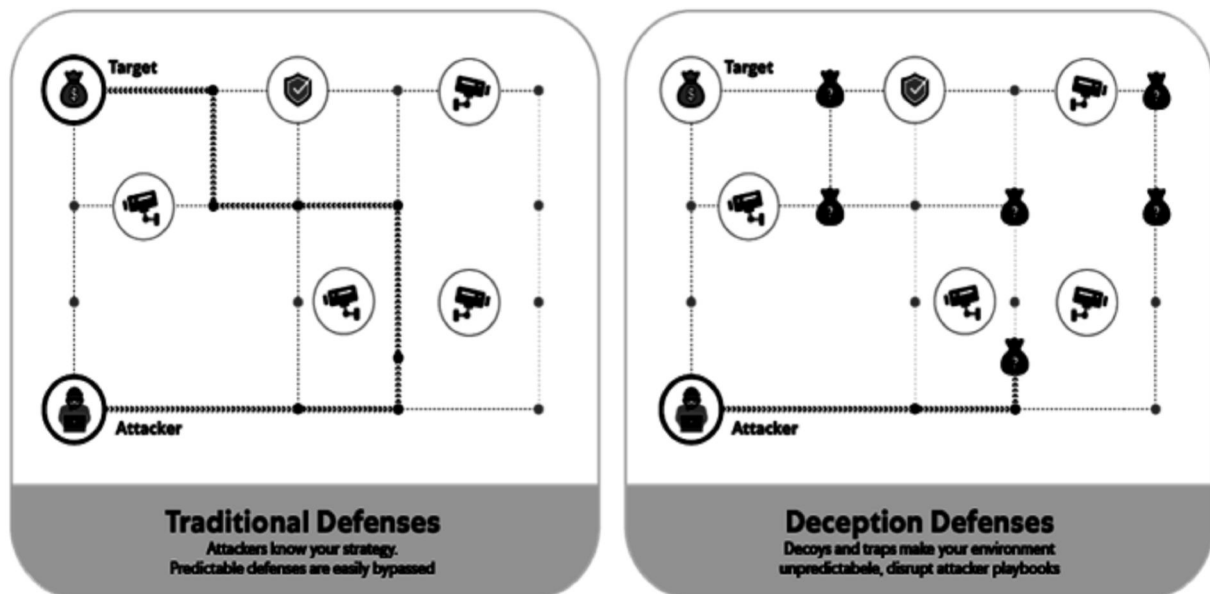 Target
Attacker
Traditional Defenses
Attackers know your strategy.
Predictable defenses are easily bypassed
Target
$
?
?
?
?
?
?
Attacker
Deception Defenses
Decoys and traps make your environment
unpredictabele, disrupt attacker playbooks